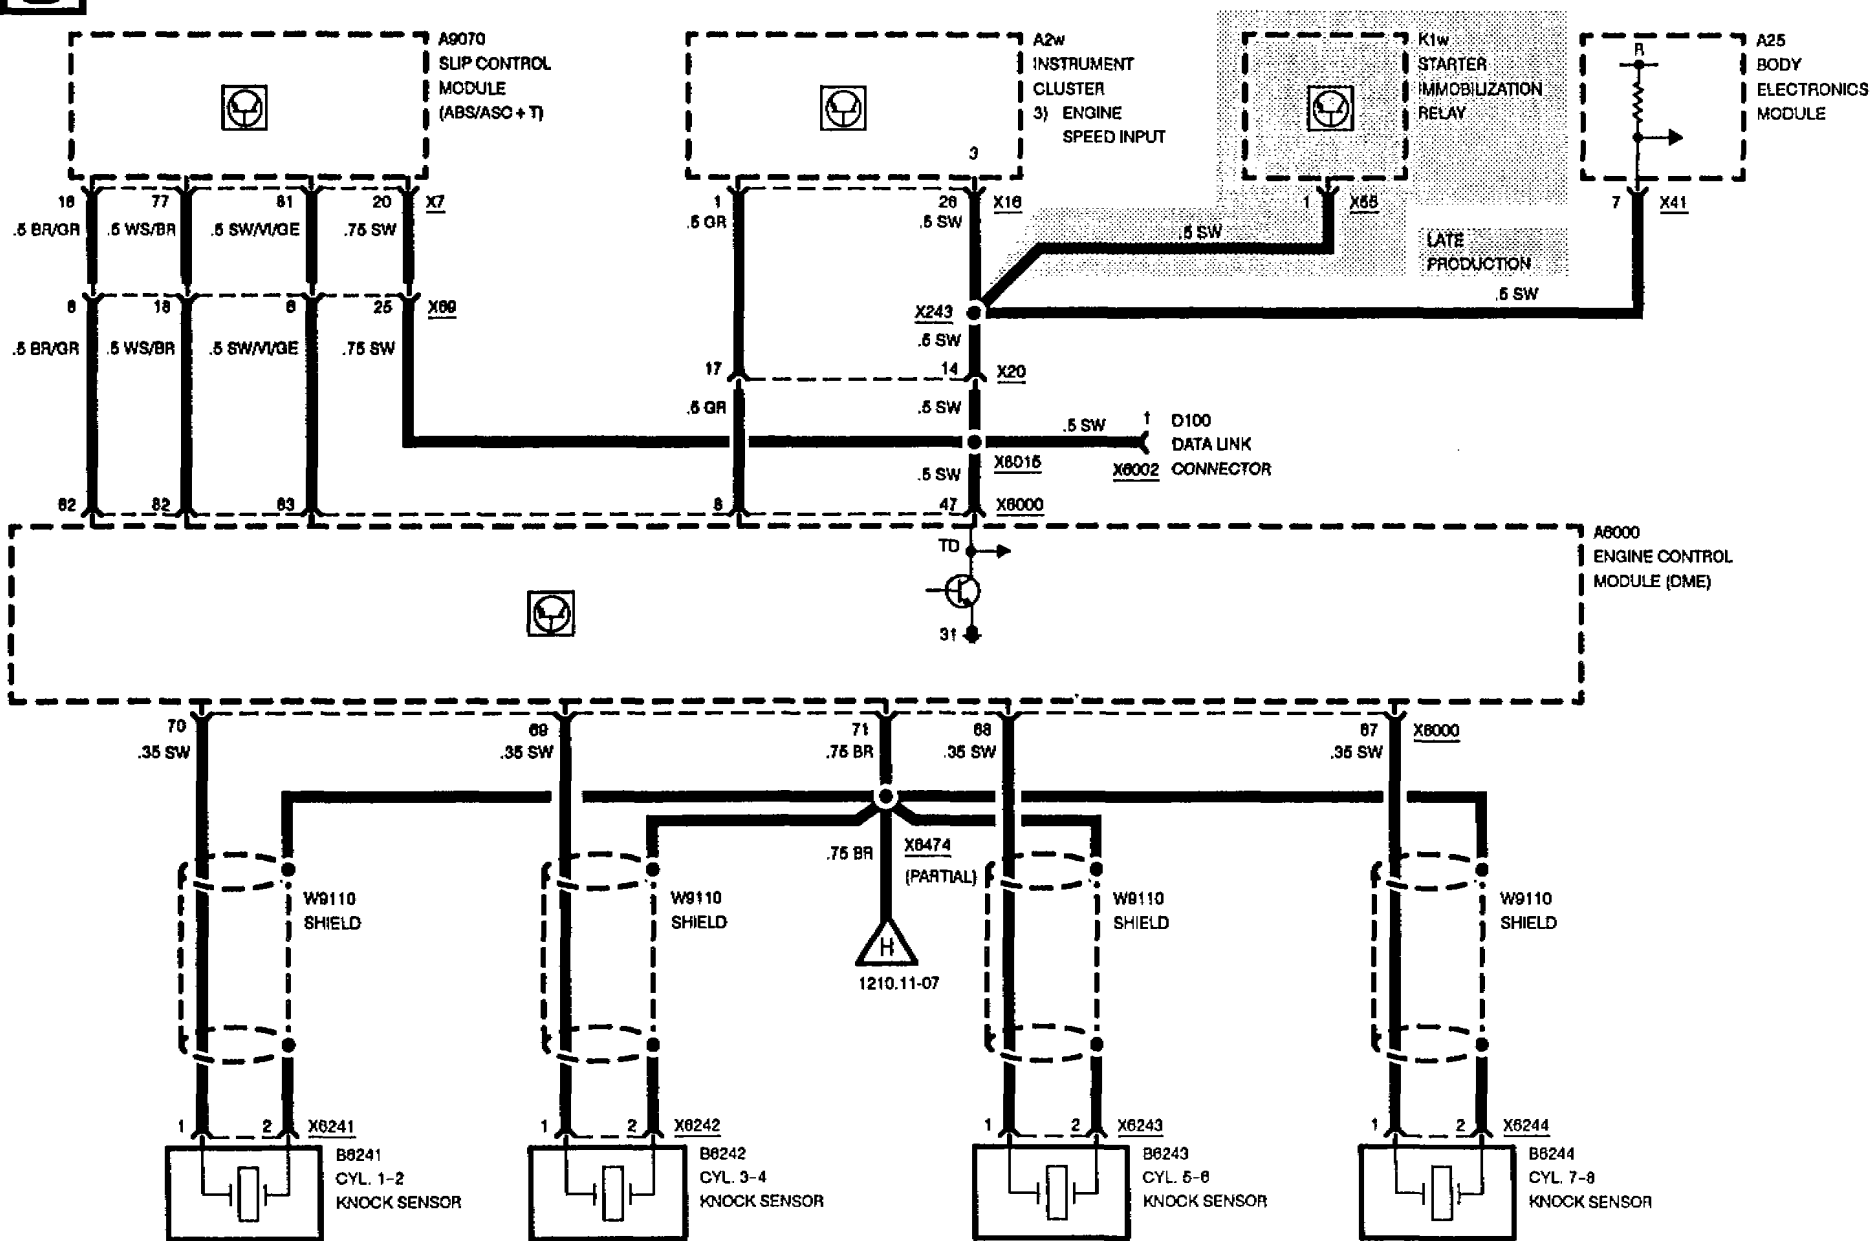 A9070
SLIP CONTROL
MODULE
(ABS/ASC + T)
A2w
INSTRUMENT
CLUSTER
3) ENGINE
SPEED INPUT
3
K1w
STARTER
IMMOBILIZATION
RELAY
R
A25
BODY
ELECTRONICS
MODULE
16 77 81 20 X7
.5 BR/GR .5 WS/BR .5 SW/VI/GE .75 SW
1 26 X16
.5 GR .5 SW
1 X55
.5 SW
7 X41
LATE
PRODUCTION
.5 SW
6 18 6 25 X69
.5 BR/GR .5 WS/BR .5 SW/VI/GE .75 SW
X243
.5 SW
17 14 X20
.5 GR .5 SW
.5 SW 1 D100
DATA LINK
X6002 CONNECTOR
X6015
.5 SW
62 82 83 8 47 X6000
TD
31
A6000
ENGINE CONTROL
MODULE (DME)
70 69 71 68 67 X6000
.35 SW .35 SW .75 BR .35 SW .35 SW
.75 BR X6474
(PARTIAL)
W9110
SHIELD
W9110
SHIELD
W9110
SHIELD
W9110
SHIELD
H
1210.11-07
1 2 X6241
1 2 X6242
1 2 X6243
1 2 X6244
B6241
CYL. 1-2
KNOCK SENSOR
B6242
CYL. 3-4
KNOCK SENSOR
B6243
CYL. 5-6
KNOCK SENSOR
B6244
CYL. 7-8
KNOCK SENSOR